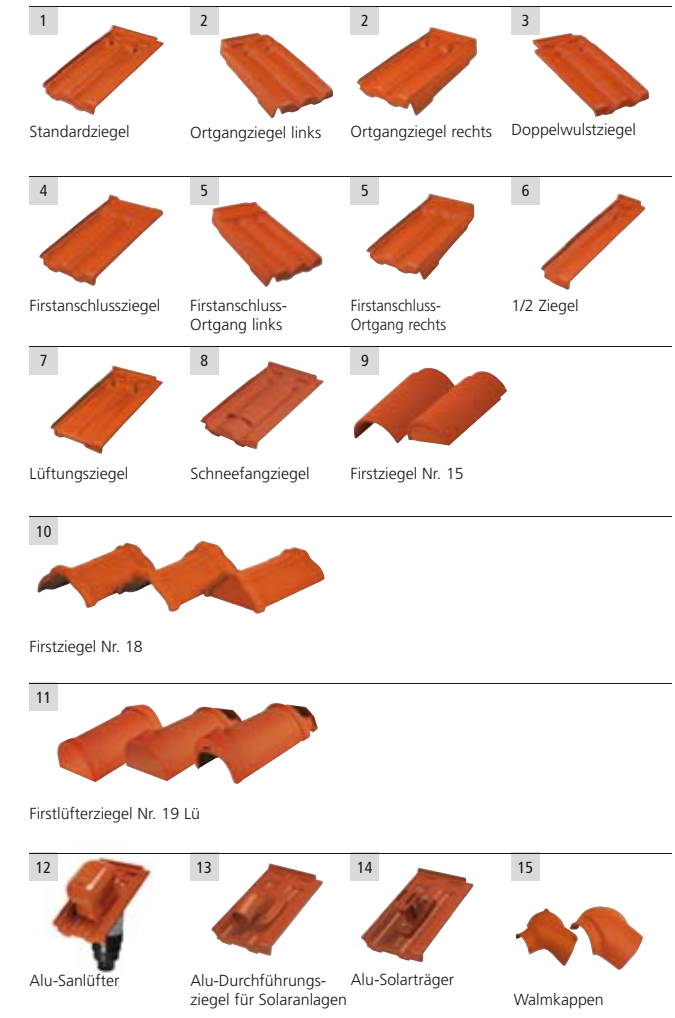 1
2
2
3
Standardziegel
Ortgangziegel links
Ortgangziegel rechts
Doppelwulstziegel
4
5
5
6
Firstanschlussziegel
Firstanschluss-
Ortgang links
Firstanschluss-
Ortgang rechts
1/2 Ziegel
7
8
9
Lüftungsziegel
Schneefangziegel
Firstziegel Nr. 15
10
Firstziegel Nr. 18
11
Firstlüfterziegel Nr. 19 Lü
12
13
14
15
Alu-Sanlüfter
Alu-Durchführungs-
ziegel für Solaranlagen
Alu-Solarträger
Walmkappen